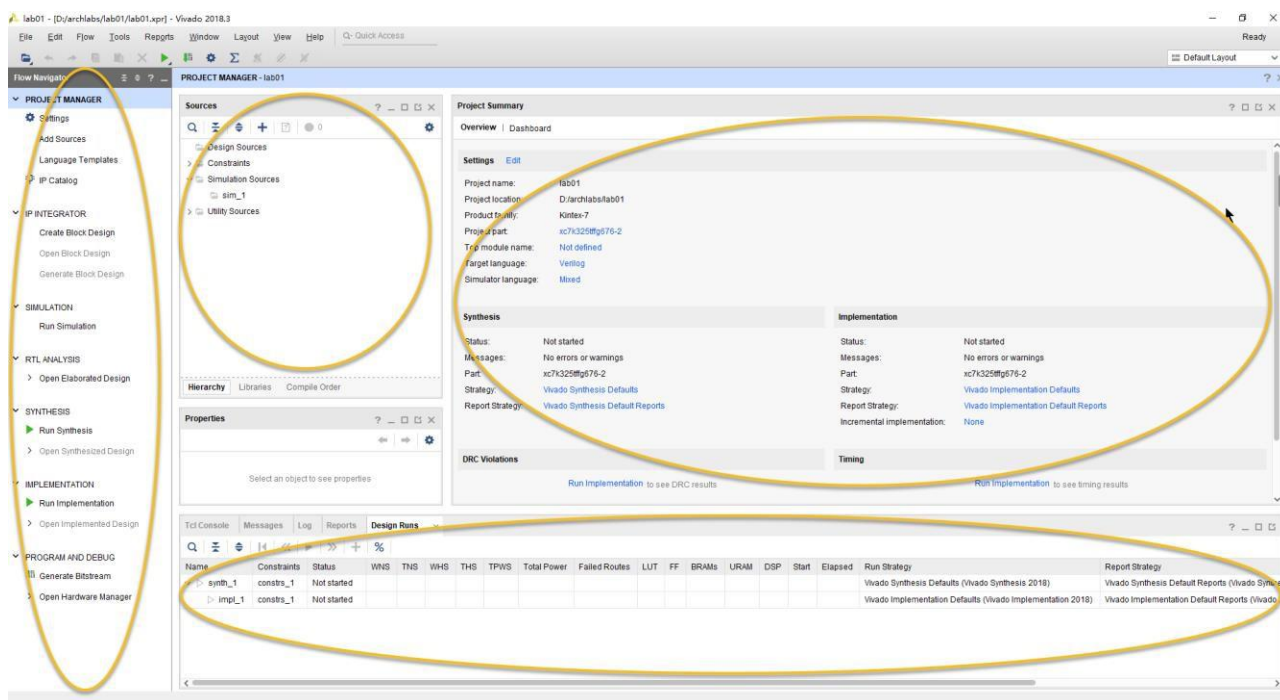 lab01 - [D:/archlabs/lab01/lab01.xpr] - Vivado 2018.3
File Edit Flow Tools Reports Window Layout View Help Q- Quick Access
Ready
Default Layout
Flow Navigator
PROJECT MANAGER
Settings
Add Sources
Language Templates
IP Catalog
IP INTEGRATOR
Create Block Design
Open Block Design
Generate Block Design
SIMULATION
Run Simulation
RTL ANALYSIS
Open Elaborated Design
SYNTHESIS
Run Synthesis
Open Synthesized Design
IMPLEMENTATION
Run Implementation
Open Implemented Design
PROGRAM AND DEBUG
Generate Bitstream
Open Hardware Manager
PROJECT MANAGER - lab01
Sources
0
Design Sources
Constraints
Simulation Sources
sim_1
Utility Sources
Hierarchy Libraries Compile Order
Properties
Select an object to see properties
Project Summary
Overview | Dashboard
Settings Edit
Project name: lab01
Project location: D:/archlabs/lab01
Product family: Kintex-7
Project part: xc7k325tffg676-2
Top module name: Not defined
Target language: Verilog
Simulator language: Mixed
Synthesis
Status: Not started
Messages: No errors or warnings
Part: xc7k325tffg676-2
Strategy: Vivado Synthesis Defaults
Report Strategy: Vivado Synthesis Default Reports
Implementation
Status: Not started
Messages: No errors or warnings
Part: xc7k325tffg676-2
Strategy: Vivado Implementation Defaults
Report Strategy: Vivado Implementation Default Reports
Incremental implementation: None
DRC Violations
Run Implementation to see DRC results
Timing
Run Implementation to see timing results
Tcl Console Messages Log Reports Design Runs
Name Constraints Status WNS TNS WHS THS TPWS Total Power Failed Routes LUT FF BRAMs URAM DSP Start Elapsed Run Strategy Report Strategy
synth_1 constrs_1 Not started Vivado Synthesis Defaults (Vivado Synthesis 2018) Vivado Synthesis Default Reports (Vivado Synthe
impl_1 constrs_1 Not started Vivado Implementation Defaults (Vivado Implementation 2018) Vivado Implementation Default Reports (Vivado